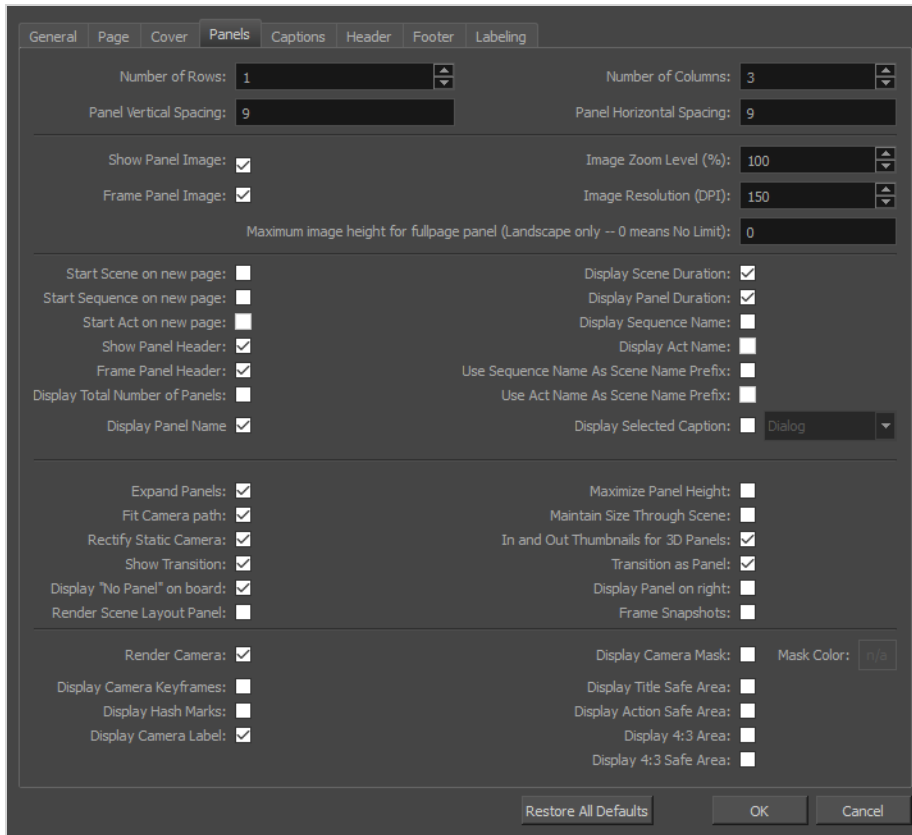 General Page Cover Panels Captions Header Footer Labeling
Number of Rows: 1 Number of Columns: 3
Panel Vertical Spacing: 9 Panel Horizontal Spacing: 9
Show Panel Image: Image Zoom Level (%): 100
Frame Panel Image: Image Resolution (DPI): 150
Maximum image height for fullpage panel (Landscape only -- 0 means No Limit): 0
Start Scene on new page: Display Scene Duration:
Start Sequence on new page: Display Panel Duration:
Start Act on new page: Display Sequence Name:
Show Panel Header: Display Act Name:
Frame Panel Header: Use Sequence Name As Scene Name Prefix:
Display Total Number of Panels: Use Act Name As Scene Name Prefix:
Display Panel Name Display Selected Caption: Dialog
Expand Panels: Maximize Panel Height:
Fit Camera path: Maintain Size Through Scene:
Rectify Static Camera: In and Out Thumbnails for 3D Panels:
Show Transition: Transition as Panel:
Display "No Panel" on board: Display Panel on right:
Render Scene Layout Panel: Frame Snapshots:
Render Camera: Display Camera Mask: Mask Color: n/a
Display Camera Keyframes: Display Title Safe Area:
Display Hash Marks: Display Action Safe Area:
Display Camera Label: Display 4:3 Area:
Display 4:3 Safe Area:
Restore All Defaults OK Cancel